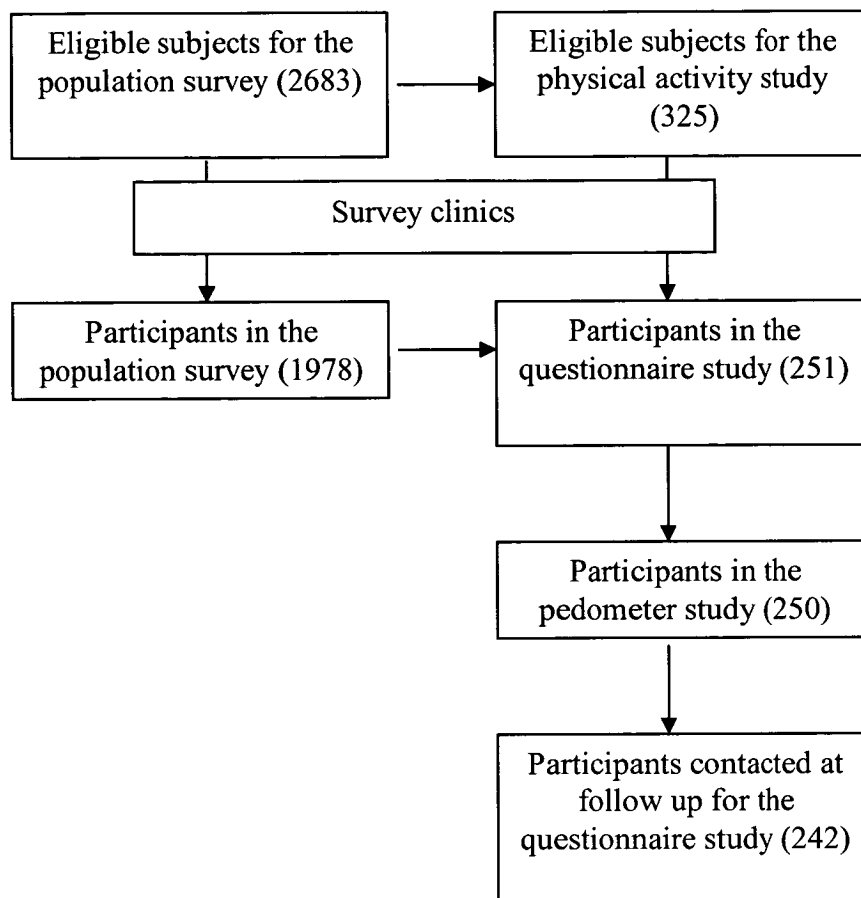 Eligible subjects for the
population survey (2683)
Eligible subjects for the
physical activity study
(325)
Survey clinics
Participants in the
population survey (1978)
Participants in the
questionnaire study (251)
Participants in the
pedometer study (250)
Participants contacted at
follow up for the
questionnaire study (242)